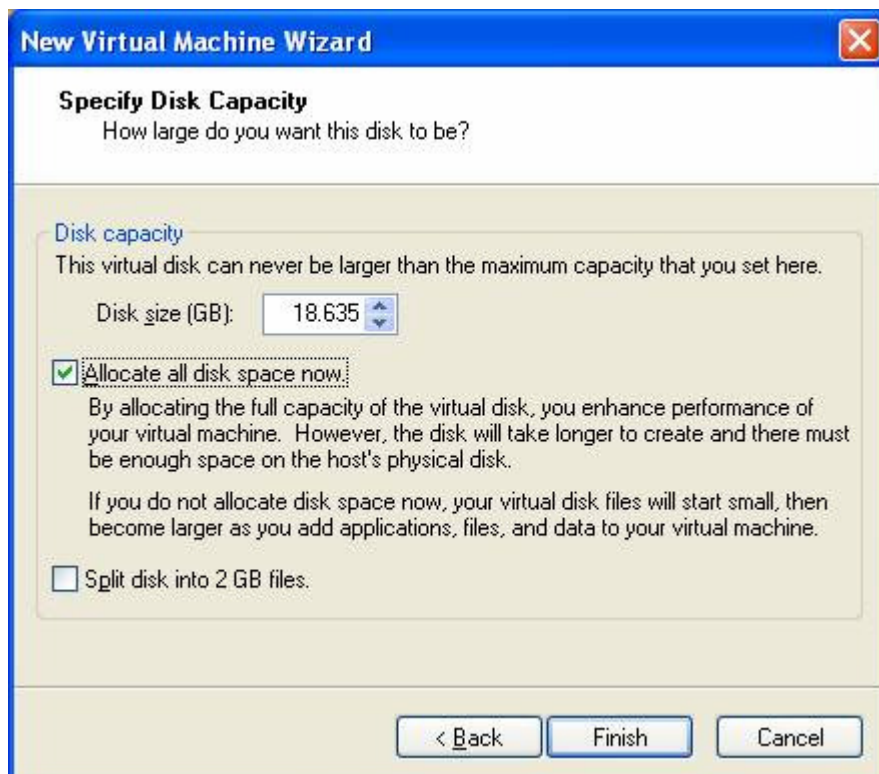 New Virtual Machine Wizard
Specify Disk Capacity
How large do you want this disk to be?
Disk capacity
This virtual disk can never be larger than the maximum capacity that you set here.
Disk size (GB): 18.635
Allocate all disk space now.
By allocating the full capacity of the virtual disk, you enhance performance of
your virtual machine. However, the disk will take longer to create and there must
be enough space on the host's physical disk.
If you do not allocate disk space now, your virtual disk files will start small, then
become larger as you add applications, files, and data to your virtual machine.
Split disk into 2 GB files.
< Back Finish Cancel